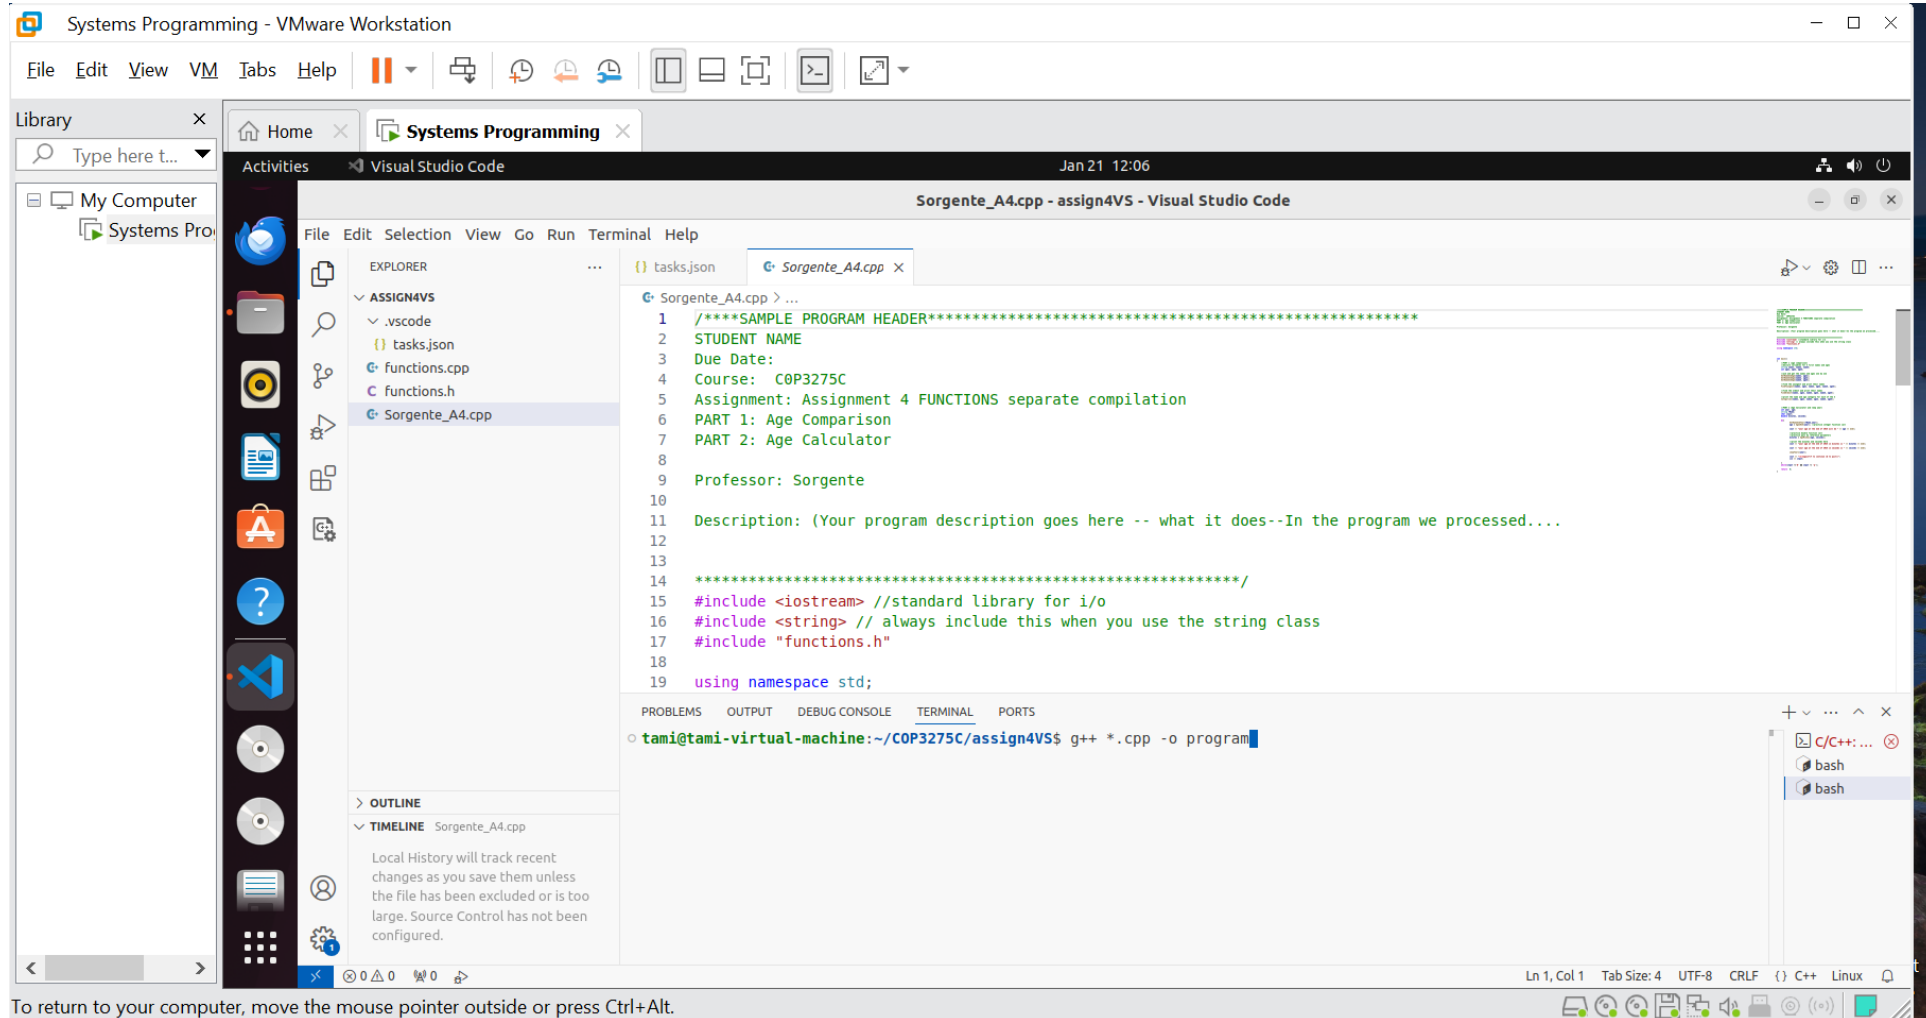 Systems Programming - VMware Workstation
File Edit View VM Tabs Help
Library
Type here t...
My Computer
Systems Pro
Home
Systems Programming
Activities
Visual Studio Code
Jan 21 12:06
Sorgente_A4.cpp - assign4VS - Visual Studio Code
File Edit Selection View Go Run Terminal Help
EXPLORER
ASSIGN4VS
.vscode
{} tasks.json
functions.cpp
C functions.h
Sorgente_A4.cpp
OUTLINE
TIMELINE Sorgente_A4.cpp
Local History will track recent
changes as you save them unless
the file has been excluded or is too
large. Source Control has not been
configured.
{} tasks.json
Sorgente_A4.cpp
Sorgente_A4.cpp > ...
1 /****SAMPLE PROGRAM HEADER*******************************************************
2 STUDENT NAME
3 Due Date:
4 Course:  C0P3275C
5 Assignment: Assignment 4 FUNCTIONS separate compilation
6 PART 1: Age Comparison
7 PART 2: Age Calculator
8
9 Professor: Sorgente
10
11 Description: (Your program description goes here -- what it does--In the program we processed....
12
13
14 *************************************************************/
15 #include <iostream> //standard library for i/o
16 #include <string> // always include this when you use the string class
17 #include "functions.h"
18
19 using namespace std;
PROBLEMS OUTPUT DEBUG CONSOLE TERMINAL PORTS
tami@tami-virtual-machine:~/COP3275C/assign4VS$ g++ *.cpp -o program
C/C++: ...
bash
bash
1
0 0 0
Ln 1, Col 1 Tab Size: 4 UTF-8 CRLF {} C++ Linux
To return to your computer, move the mouse pointer outside or press Ctrl+Alt.